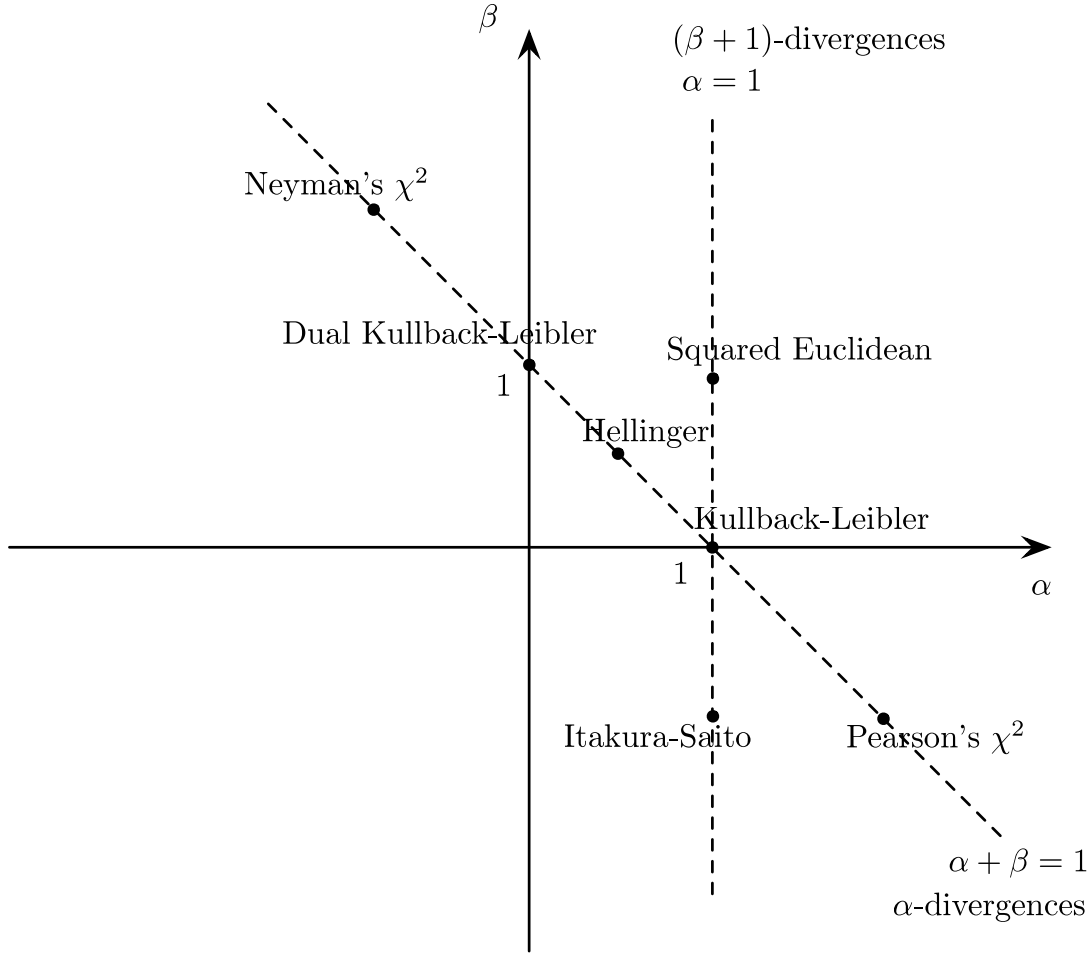 β
(β + 1)-divergences
α = 1
Neyman's χ²
Dual Kullback-Leibler
Squared Euclidean
1
Hellinger
Kullback-Leibler
1
α
Itakura-Saito
Pearson's χ²
α + β = 1
α-divergences